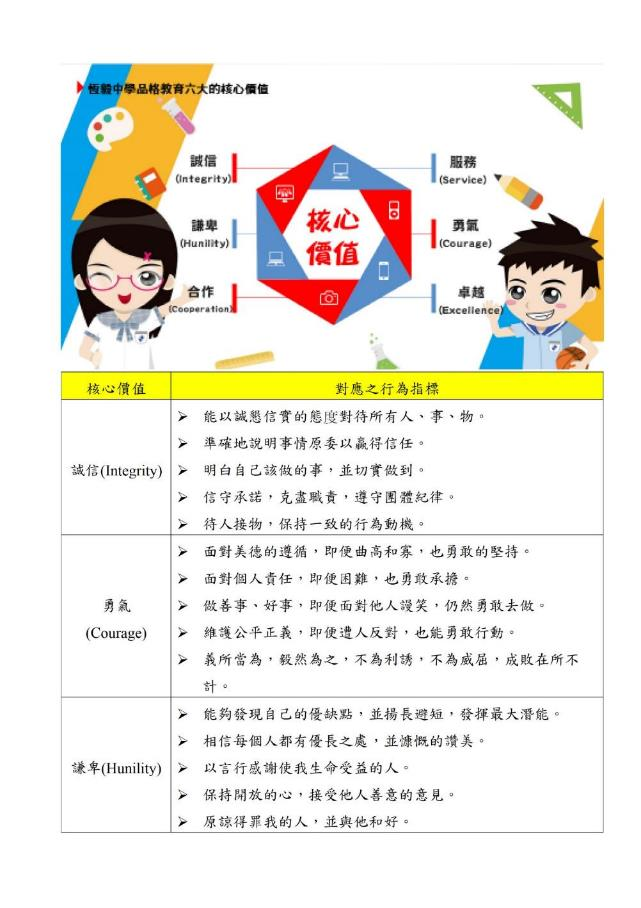 恆毅中學品格教育六大的核心價值
誠信
(Integrity)
謙卑
(Hunility)
合作
(Cooperation)
核心
價值
服務
(Service)
勇氣
(Courage)
卓越
(Excellence)
核心價值 對應之行為指標
誠信(Integrity)
➢ 能以誠懇信實的態度對待所有人、事、物。
➢ 準確地說明事情原委以贏得信任。
➢ 明白自己該做的事,並切實做到。
➢ 信守承諾,克盡職責,遵守團體紀律。
➢ 待人接物,保持一致的行為動機。
勇氣
(Courage)
➢ 面對美德的遵循,即便曲高和寡,也勇敢的堅持。
➢ 面對個人責任,即便困難,也勇敢承擔。
➢ 做善事、好事,即便面對他人謾笑,仍然勇敢去做。
➢ 維護公平正義,即便遭人反對,也能勇敢行動。
➢ 義所當為,毅然為之,不為利誘,不為威屈,成敗在所不
計。
謙卑(Hunility)
➢ 能夠發現自己的優缺點,並揚長避短,發揮最大潛能。
➢ 相信每個人都有優長之處,並慷慨的讚美。
➢ 以言行感謝使我生命受益的人。
➢ 保持開放的心,接受他人善意的意見。
➢ 原諒得罪我的人,並與他和好。